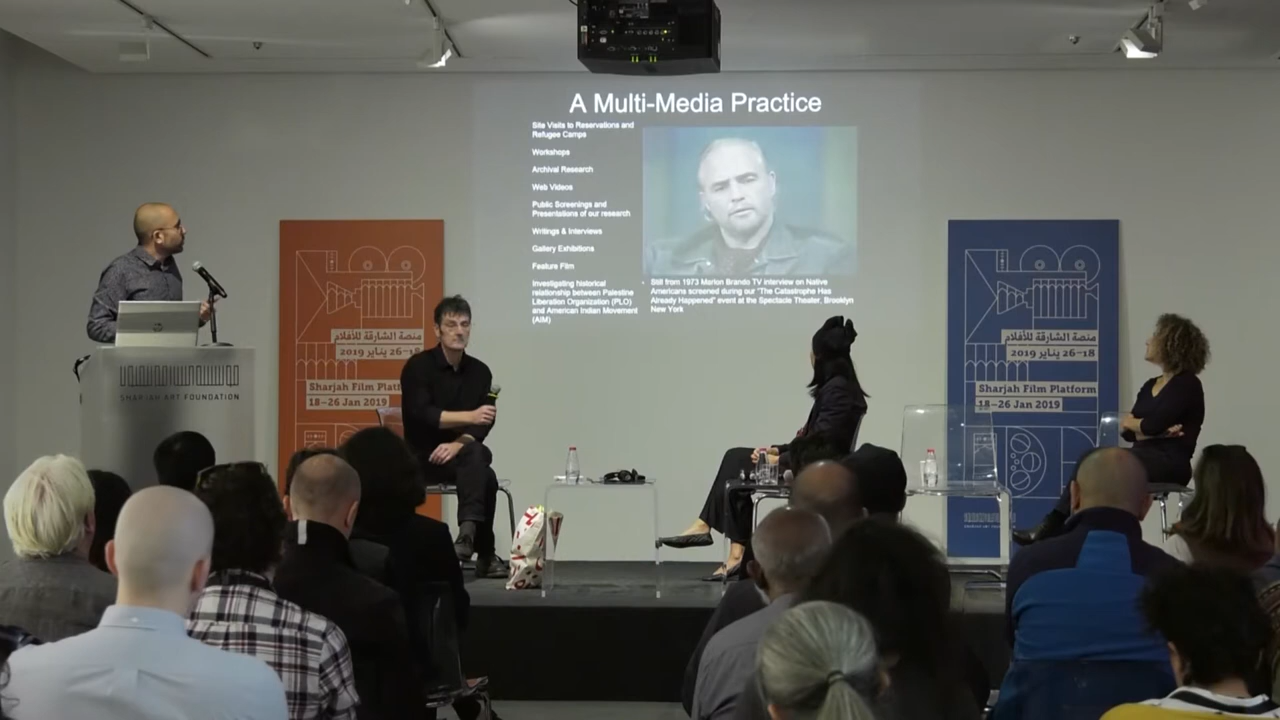 A Multi-Media Practice
Site Visits to Reservations and
Refugee Camps
Workshops
Archival Research
Web Videos
Public Screenings and
Presentations of our research
Writings & Interviews
Gallery Exhibitions
Feature Film
Investigating historical
relationship between Palestine
Liberation Organization (PLO)
and American Indian Movement
(AIM)
Still from 1973 Marlon Brando TV interview on Native
Americans screened during our "The Catastrophe Has
Already Happened" event at the Spectacle Theater, Brooklyn
New York
SHARJAH ART FOUNDATION
منصة الشارقة للأفلام
18–26 يناير 2019
Sharjah Film Platf
18–26 Jan 2019
منصة الشارقة للأفلام
18–26 يناير 2019
Sharjah Film Platform
18–26 Jan 2019